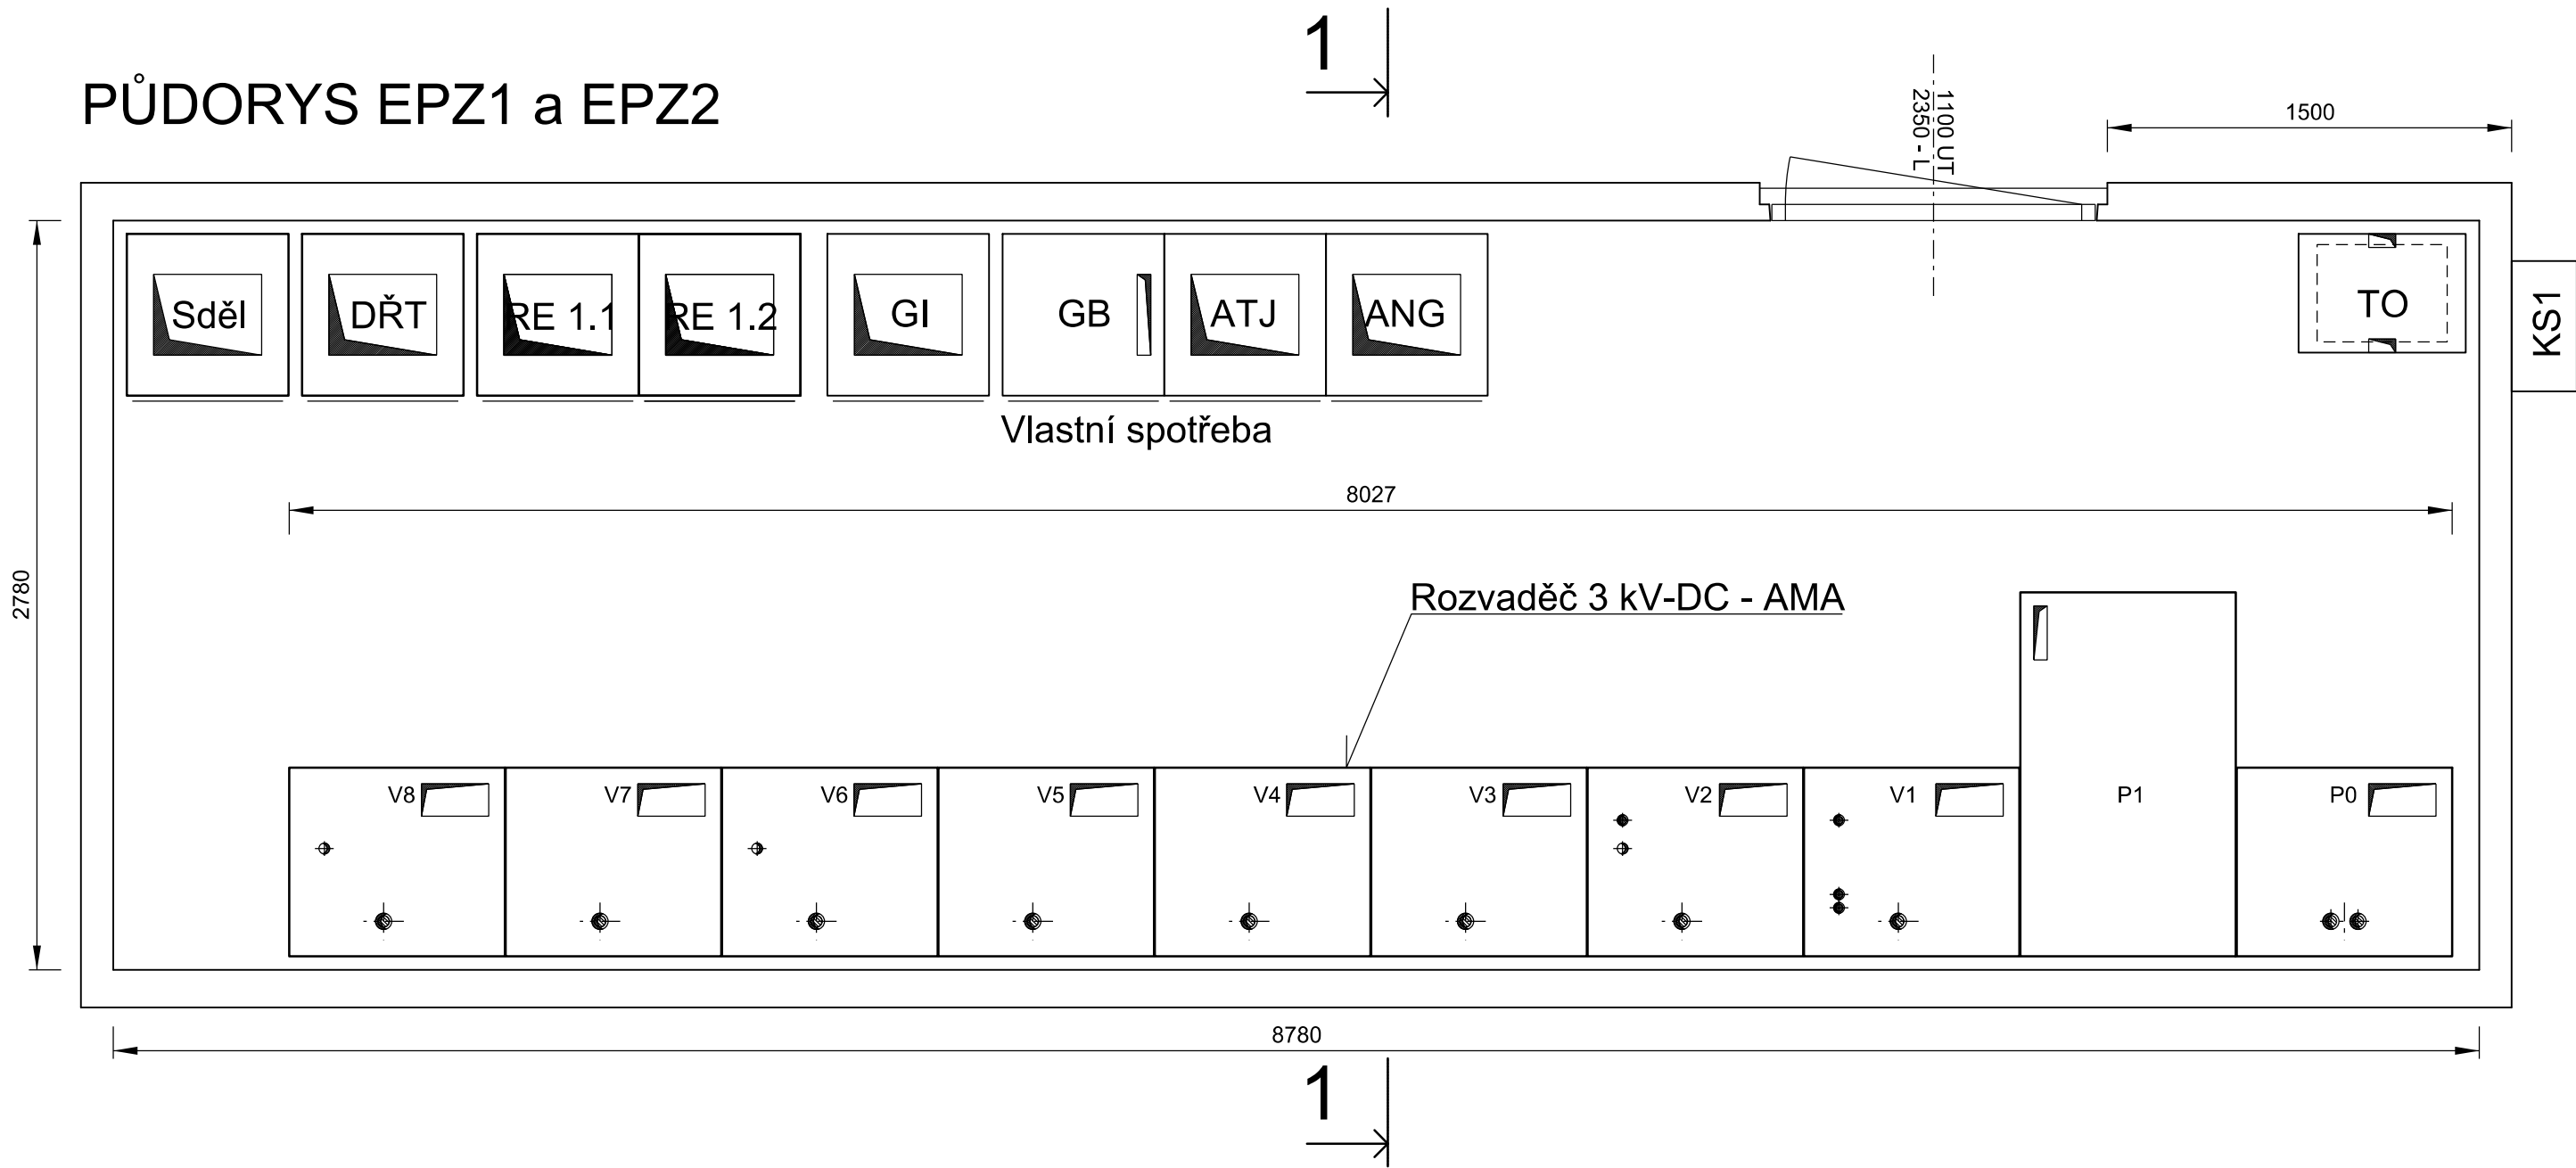 1
PŮDORYS EPZ1 a EPZ2
1100 UT
2350 - L
1500
Sděl
DŘT
RE 1.1
RE 1.2
GI
GB
ATJ
ANG
TO
KS1
Vlastní spotřeba
8027
2780
Rozvaděč 3 kV-DC - AMA
V8
V7
V6
V5
V4
V3
V2
V1
P1
P0
8780
1